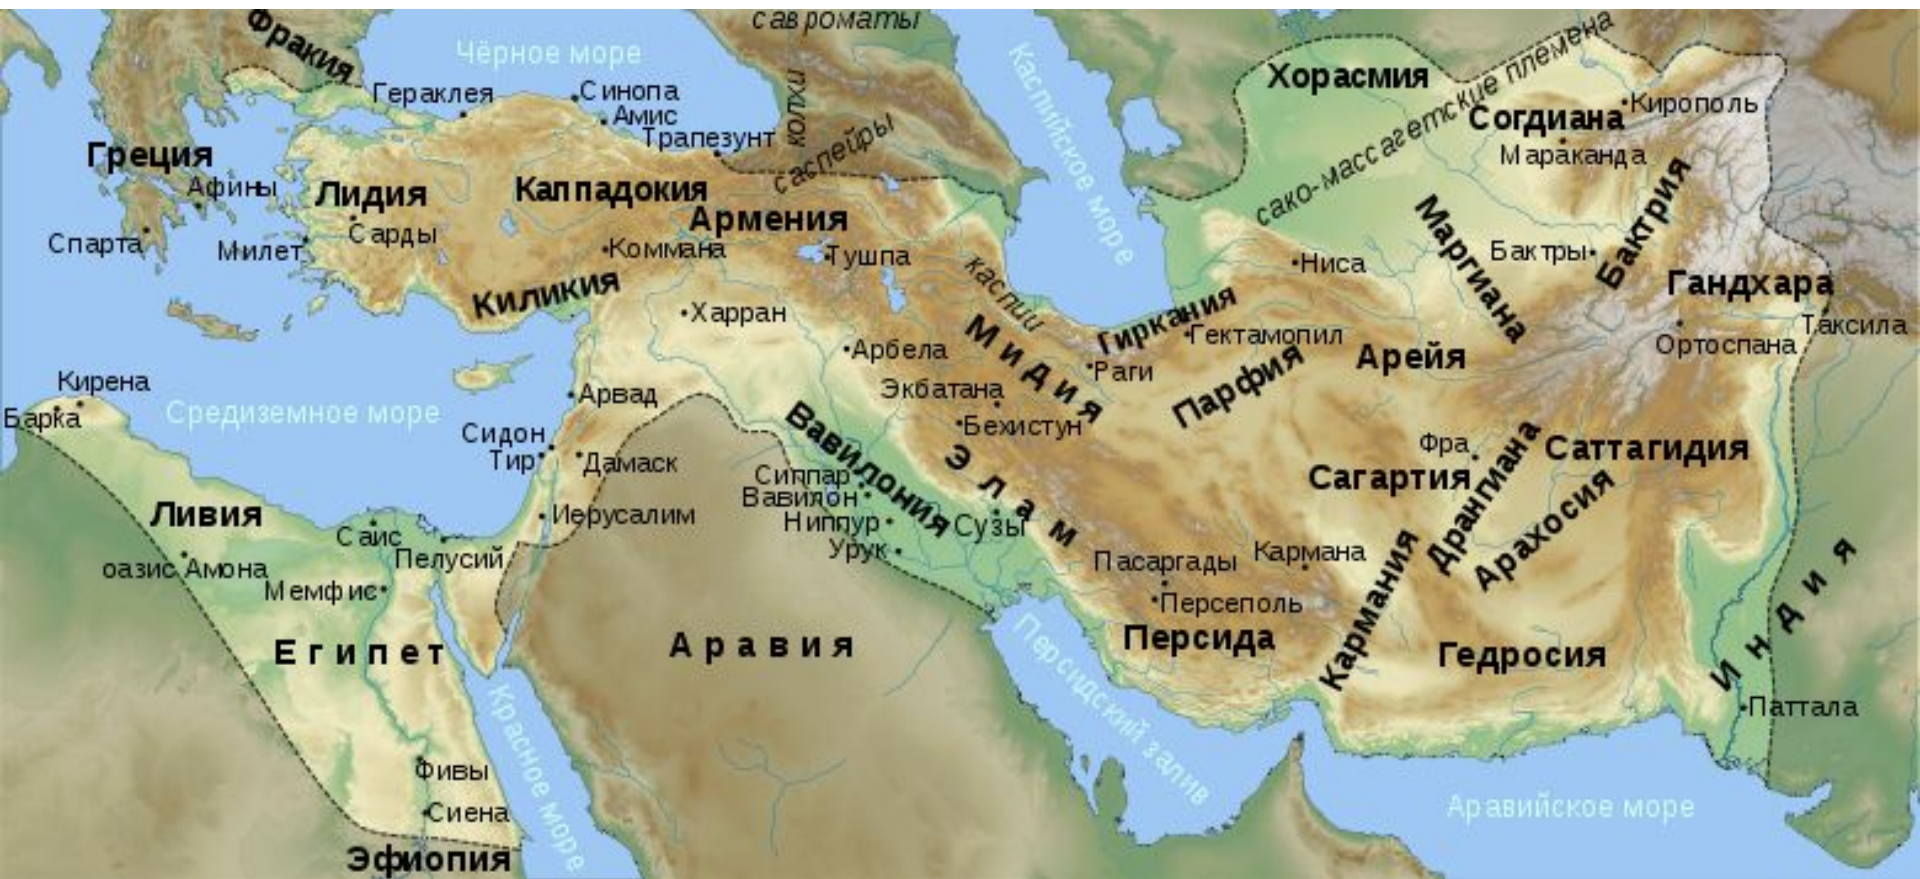 Фракия
Чёрное море
савроматы
Каспийское море
Хорасмия
сако-массагетские племена
Гераклея
Синопа
Амис
Трапезунт
колхи
саспейры
Согдиана
Кирополь
Мараканда
Греция
Афины
Спарта
Лидия
Сарды
Милет
Каппадокия
Армения
Коммана
Тушпа
Киликия
каспии
Ниса
Маргиана
Бактры
Бактрия
Гандхара
Таксила
Ортоспана
Харран
Арбела
Мидия
Гиркания
Гектамопил
Раги
Парфия
Арейя
Экбатана
Бехистун
Кирена
Барка
Средиземное море
Арвад
Сидон
Тир
Дамаск
Вавилония
Сиппар
Вавилон
Ниппур
Урук
Элам
Сузы
Фра
Сагартия
Дрангиана
Саттагидия
Арахосия
Ливия
Саис
Пелусий
Иерусалим
оазис Амона
Мемфис
Египет
Аравия
Пасаргады
Кармана
Персеполь
Персида
Кармания
Гедросия
Индия
Паттала
Персидский залив
Красное море
Фивы
Сиена
Эфиопия
Аравийское море